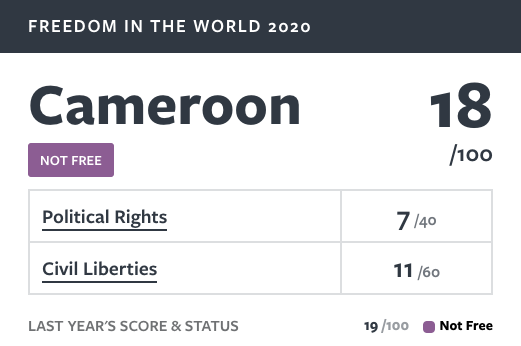 FREEDOM IN THE WORLD 2020
Cameroon 18
NOT FREE /100
Political Rights 7 /40
Civil Liberties 11 /60
LAST YEAR'S SCORE & STATUS 19 /100 Not Free